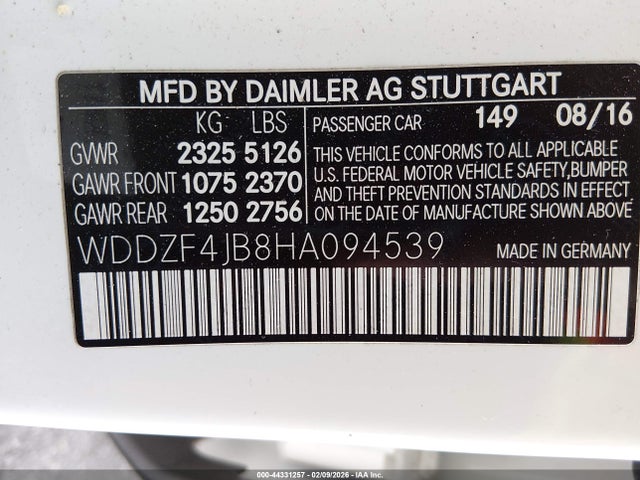 MFD BY DAIMLER AG STUTTGART
KG LBS
GVWR 2325 5126
GAWR FRONT 1075 2370
GAWR REAR 1250 2756
PASSENGER CAR 149 08/16
THIS VEHICLE CONFORMS TO ALL APPLICABLE
U.S. FEDERAL MOTOR VEHICLE SAFETY,BUMPER
AND THEFT PREVENTION STANDARDS IN EFFECT
ON THE DATE OF MANUFACTURE SHOWN ABOVE
WDDZF4JB8HA094539 MADE IN GERMANY
000-44331257 - 02/09/2026 - IAA Inc.